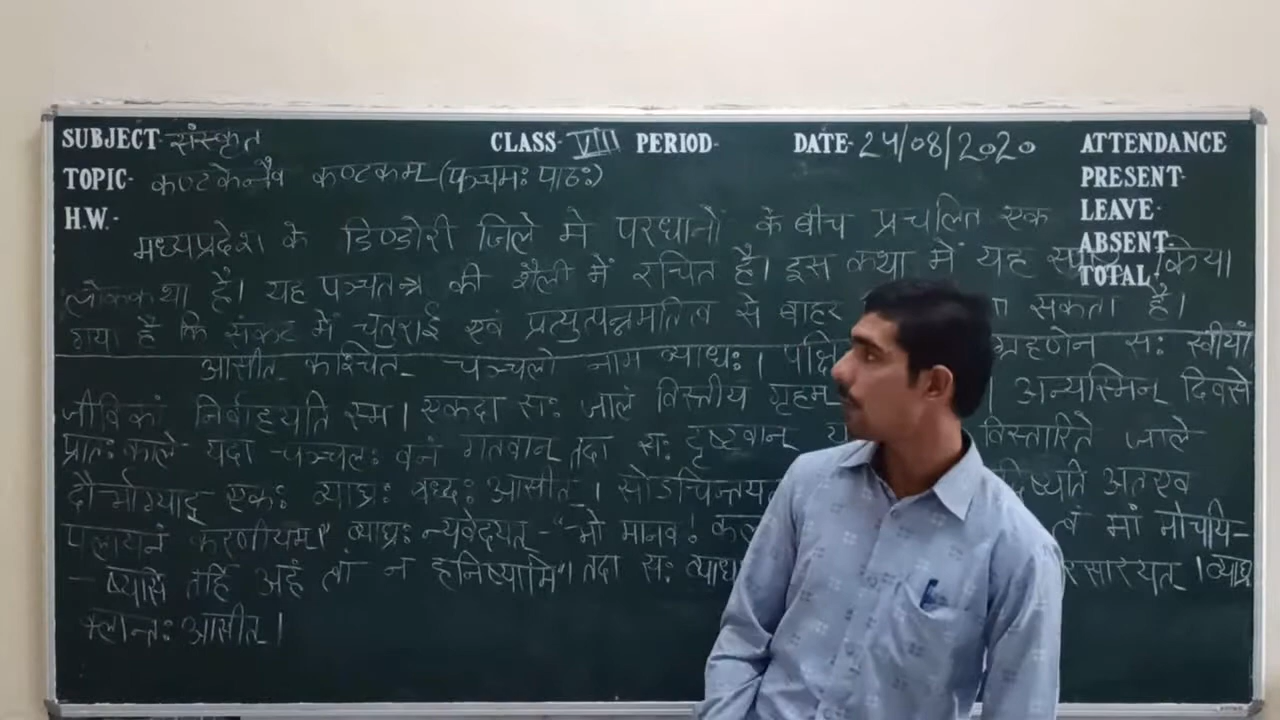 SUBJECT- संस्कृत CLASS- VIII PERIOD- DATE- 24/08/2020 ATTENDANCE
TOPIC- कण्टकेनैव कण्टकम् (पञ्चमः पाठः) PRESENT-
H.W.- LEAVE-
ABSENT-
TOTAL-
मध्यप्रदेश के डिण्डोरी जिले मे परधानों के बीच प्रचलित एक
लोककथा है। यह पञ्चतन्त्र की शैली में रचित है। इस कथा में यह स्पष्ट किया
गया है कि संकट में चतुराई एवं प्रत्युत्पन्नमतित्व से बाहर सकता है।
आसीत् कश्चित् चञ्चलो नाम व्याधः। ग्रहणेन सः स्वीयां
जीविकां निर्वाहयति स्म। एकदा सः जालं विस्तीर्य गृहम् अन्यस्मिन् दिवसे
प्रातःकाले यदा चञ्चलः वनं गतवान् तदा सः दृष्टवान् विस्तारिते जाले
दौर्भाग्याद् एकः व्याघ्रः बध्दः आसीत्। सोऽचिन्तयत् अतएव
पलायनं करणीयम्।" व्याघ्रः न्यवेदयत् - "भो मानव! मां मोचयि-
- ष्यसि तर्हि अहं त्वां न हनिष्यामि"। तदा सः । व्याघ्र
क्लान्तः आसीत्।